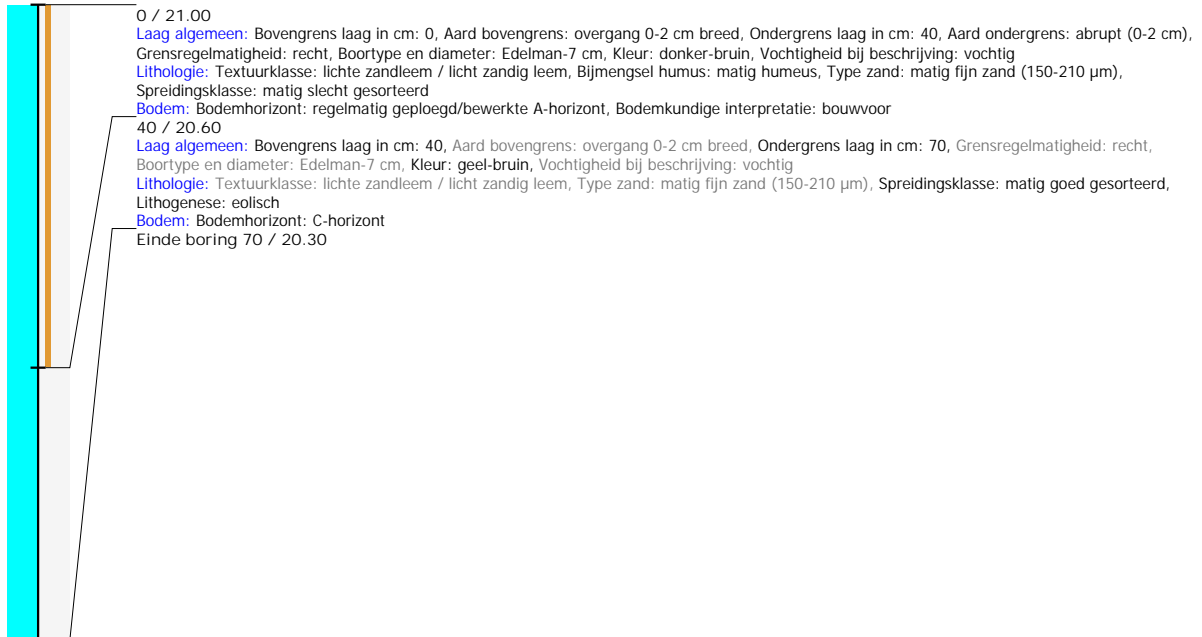 0 / 21.00
Laag algemeen: Bovengrens laag in cm: 0, Aard bovengrens: overgang 0-2 cm breed, Ondergrens laag in cm: 40, Aard ondergrens: abrupt (0-2 cm),
Grensregelmatigheid: recht, Boortype en diameter: Edelman-7 cm, Kleur: donker-bruin, Vochtigheid bij beschrijving: vochtig
Lithologie: Textuurklasse: lichte zandleem / licht zandig leem, Bijmengsel humus: matig humeus, Type zand: matig fijn zand (150-210 µm),
Spreidingsklasse: matig slecht gesorteerd
Bodem: Bodemhorizont: regelmatig geploegd/bewerkte A-horizont, Bodemkundige interpretatie: bouwvoor
40 / 20.60
Laag algemeen: Bovengrens laag in cm: 40, Aard bovengrens: overgang 0-2 cm breed, Ondergrens laag in cm: 70, Grensregelmatigheid: recht,
Boortype en diameter: Edelman-7 cm, Kleur: geel-bruin, Vochtigheid bij beschrijving: vochtig
Lithologie: Textuurklasse: lichte zandleem / licht zandig leem, Type zand: matig fijn zand (150-210 µm), Spreidingsklasse: matig goed gesorteerd,
Lithogenese: eolisch
Bodem: Bodemhorizont: C-horizont
Einde boring 70 / 20.30